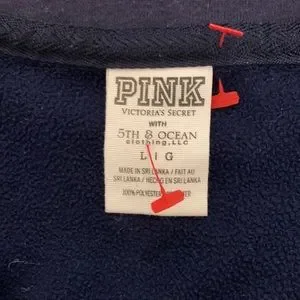 PINK
VICTORIA'S SECRET
WITH
5TH & OCEAN
clothing, LLC
L | G
MADE IN SRI LANKA / FAIT AU
SRI LANKA / HECHO EN SRI LANKA
100% POLYESTER